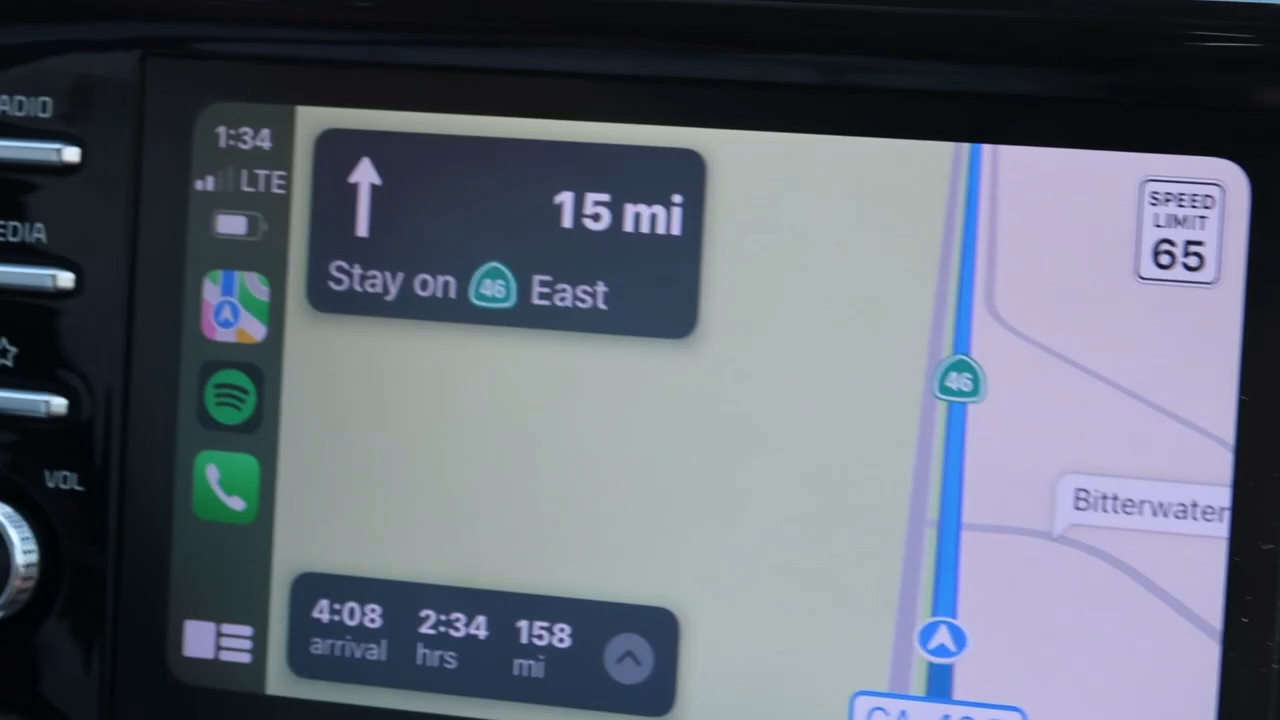 ADIO
EDIA
VOL
1:34
LTE
15 mi
Stay on 46 East
SPEED
LIMIT
65
46
Bitterwater
4:08 2:34 158
arrival hrs mi